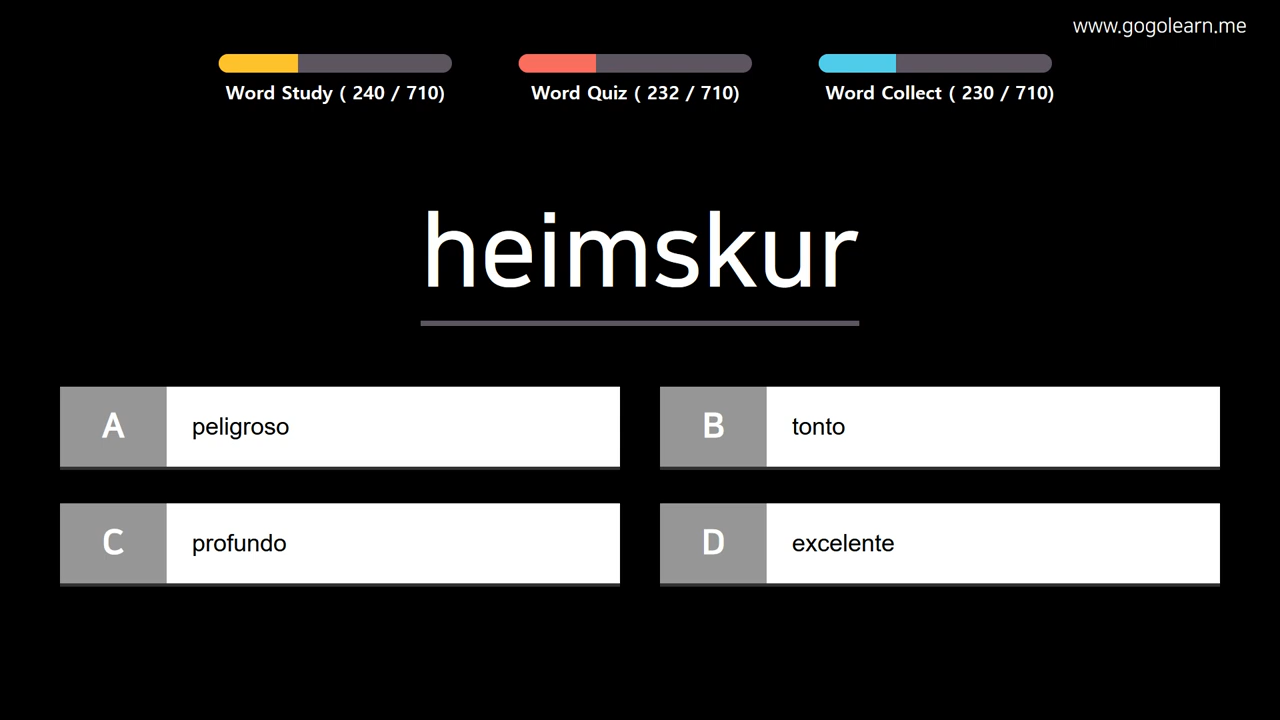 www.gogolearn.me
Word Study ( 240 / 710)
Word Quiz ( 232 / 710)
Word Collect ( 230 / 710)
heimskur
A peligroso
B tonto
C profundo
D excelente